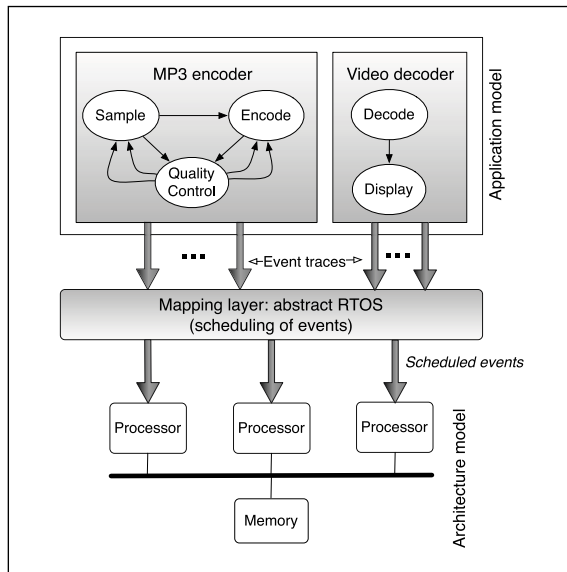 MP3 encoder
Video decoder
Sample
Encode
Quality
Control
Decode
Display
Application model
Event traces
Mapping layer: abstract RTOS
(scheduling of events)
Scheduled events
Processor
Processor
Processor
Memory
Architecture model